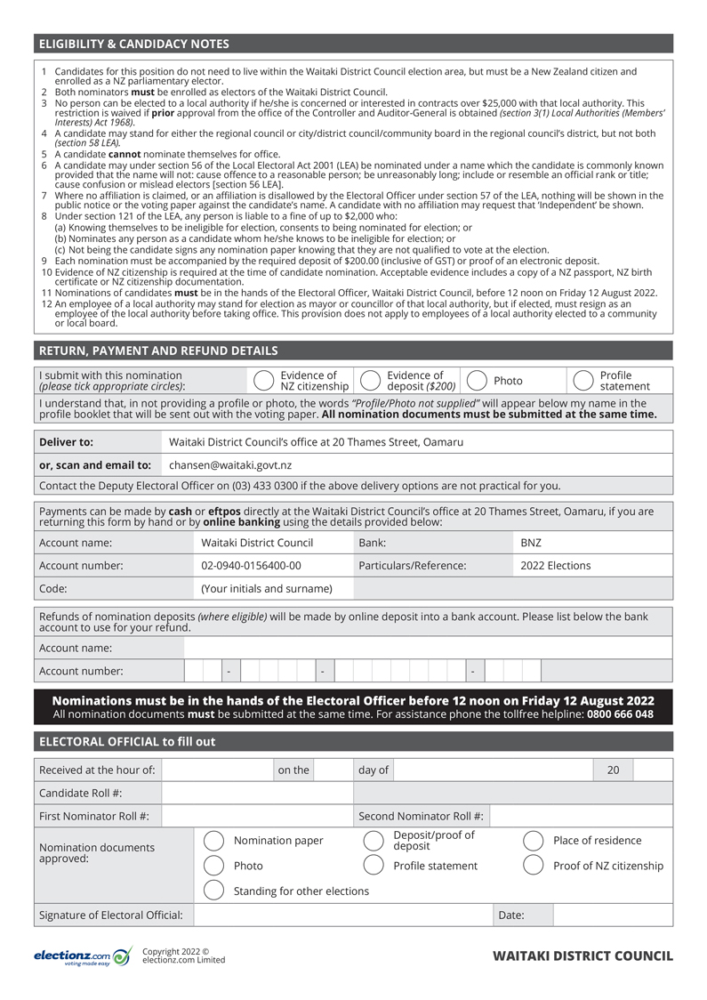 ELIGIBILITY & CANDIDACY NOTES
1 Candidates for this position do not need to live within the Waitaki District Council election area, but must be a New Zealand citizen and
enrolled as a NZ parliamentary elector.
2 Both nominators must be enrolled as electors of the Waitaki District Council.
3 No person can be elected to a local authority if he/she is concerned or interested in contracts over $25,000 with that local authority. This
restriction is waived if prior approval from the office of the Controller and Auditor-General is obtained (section 3(1) Local Authorities (Members’
Interests) Act 1968).
4 A candidate may stand for either the regional council or city/district council/community board in the regional council’s district, but not both
(section 58 LEA).
5 A candidate cannot nominate themselves for office.
6 A candidate may under section 56 of the Local Electoral Act 2001 (LEA) be nominated under a name which the candidate is commonly known
provided that the name will not: cause offence to a reasonable person; be unreasonably long; include or resemble an official rank or title;
cause confusion or mislead electors [section 56 LEA].
7 Where no affiliation is claimed, or an affiliation is disallowed by the Electoral Officer under section 57 of the LEA, nothing will be shown in the
public notice or the voting paper against the candidate’s name. A candidate with no affiliation may request that ‘Independent’ be shown.
8 Under section 121 of the LEA, any person is liable to a fine of up to $2,000 who:
(a) Knowing themselves to be ineligible for election, consents to being nominated for election; or
(b) Nominates any person as a candidate whom he/she knows to be ineligible for election; or
(c) Not being the candidate signs any nomination paper knowing that they are not qualified to vote at the election.
9 Each nomination must be accompanied by the required deposit of $200.00 (inclusive of GST) or proof of an electronic deposit.
10 Evidence of NZ citizenship is required at the time of candidate nomination. Acceptable evidence includes a copy of a NZ passport, NZ birth
certificate or NZ citizenship documentation.
11 Nominations of candidates must be in the hands of the Electoral Officer, Waitaki District Council, before 12 noon on Friday 12 August 2022.
12 An employee of a local authority may stand for election as mayor or councillor of that local authority, but if elected, must resign as an
employee of the local authority before taking office. This provision does not apply to employees of a local authority elected to a community
or local board.
RETURN, PAYMENT AND REFUND DETAILS
I submit with this nomination
(please tick appropriate circles):
Evidence of
NZ citizenship
Evidence of
deposit ($200)
Photo
Profile
statement
I understand that, in not providing a profile or photo, the words “Profile/Photo not supplied” will appear below my name in the
profile booklet that will be sent out with the voting paper. All nomination documents must be submitted at the same time.
Deliver to: Waitaki District Council’s office at 20 Thames Street, Oamaru
or, scan and email to: chansen@waitaki.govt.nz
Contact the Deputy Electoral Officer on (03) 433 0300 if the above delivery options are not practical for you.
Payments can be made by cash or eftpos directly at the Waitaki District Council’s office at 20 Thames Street, Oamaru, if you are
returning this form by hand or by online banking using the details provided below:
Account name: Waitaki District Council Bank: BNZ
Account number: 02-0940-0156400-00 Particulars/Reference: 2022 Elections
Code: (Your initials and surname)
Refunds of nomination deposits (where eligible) will be made by online deposit into a bank account. Please list below the bank
account to use for your refund.
Account name:
Account number: - - -
Nominations must be in the hands of the Electoral Officer before 12 noon on Friday 12 August 2022
All nomination documents must be submitted at the same time. For assistance phone the tollfree helpline: 0800 666 048
ELECTORAL OFFICIAL to fill out
Received at the hour of: on the day of 20
Candidate Roll #:
First Nominator Roll #: Second Nominator Roll #:
Nomination documents
approved:
Nomination paper
Deposit/proof of
deposit
Place of residence
Photo
Profile statement
Proof of NZ citizenship
Standing for other elections
Signature of Electoral Official: Date:
electionz.com
voting made easy
Copyright 2022 ©
electionz.com Limited
WAITAKI DISTRICT COUNCIL